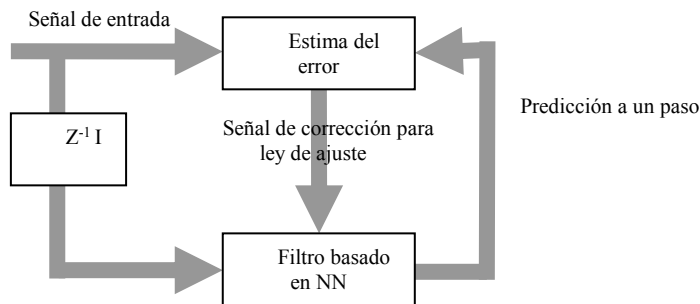 Señal de entrada
Estima del
error
Predicción a un paso
Z-1 I
Señal de corrección para
ley de ajuste
Filtro basado
en NN